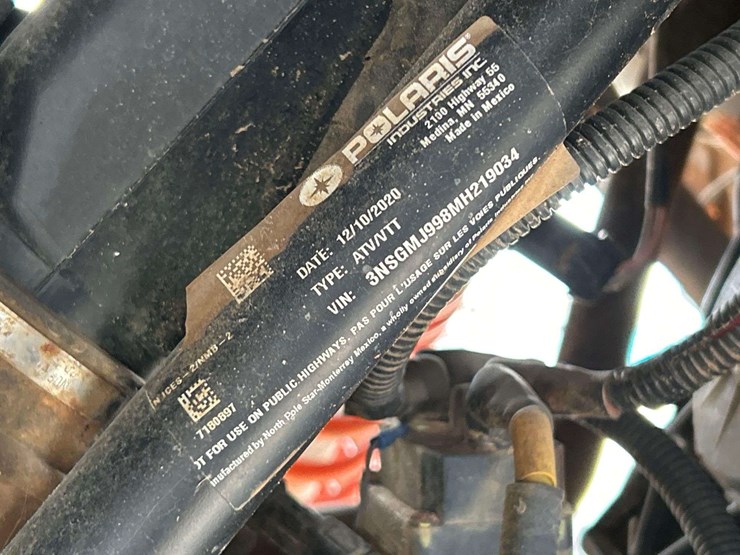 POLARIS
INDUSTRIES INC.
2100 Highway 55
Medina, MN 55340
Made in Mexico
DATE: 12/10/2020
TYPE: ATV/VTT
VIN: 3NSGMJ998MH219034
7180897
OT FOR USE ON PUBLIC HIGHWAYS. PAS POUR L'USAGE SUR LES VOIES PUBLIQUES.
anufactured by North Pole Star-Monterrey Mexico, a wholly owned subsidiary of Polaris